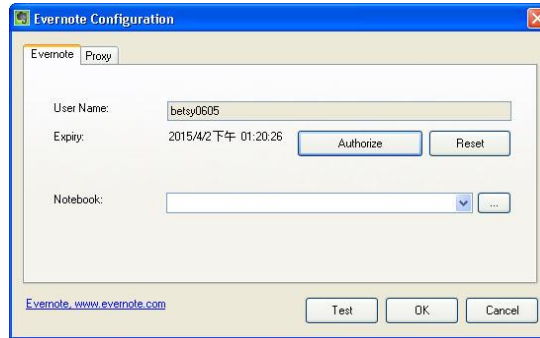 Evernote Configuration
Evernote Proxy
User Name: betsy0605
Expiry: 2015/4/2下午 01:20:26 Authorize Reset
Notebook: ...
Evernote, www.evernote.com Test OK Cancel